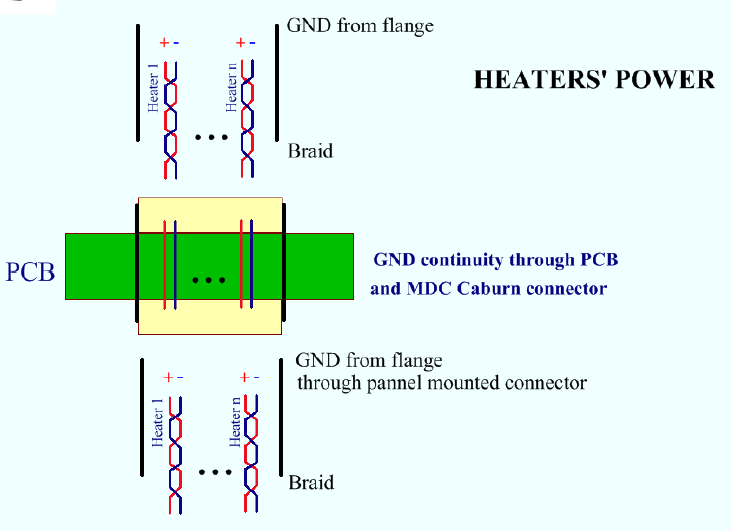 GND from flange
+ - + -
HEATERS' POWER
Heater 1
Heater n
Braid
PCB
GND continuity through PCB
and MDC Caburn connector
GND from flange
through pannel mounted connector
+ - + -
Heater 1
Heater n
Braid